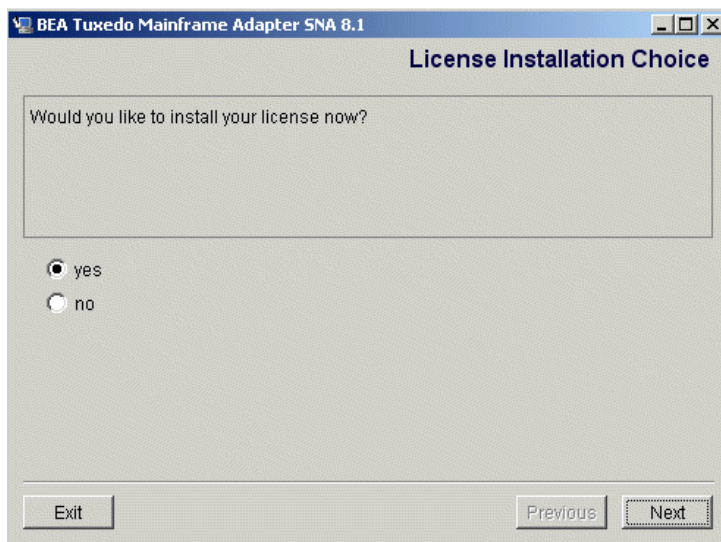 BEA Tuxedo Mainframe Adapter SNA 8.1
License Installation Choice
Would you like to install your license now?
yes
no
Exit
Previous
Next